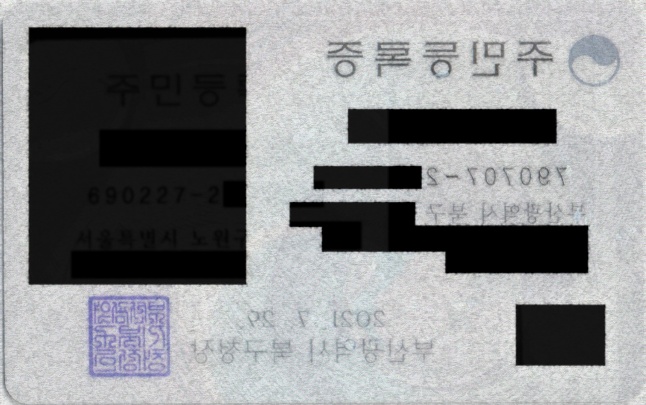 주민등록증
790707-2
부산광역시 북구
2021. 7. 29.
부산광역시 북구청장
주민등
690227-2
서울특별시 노원구